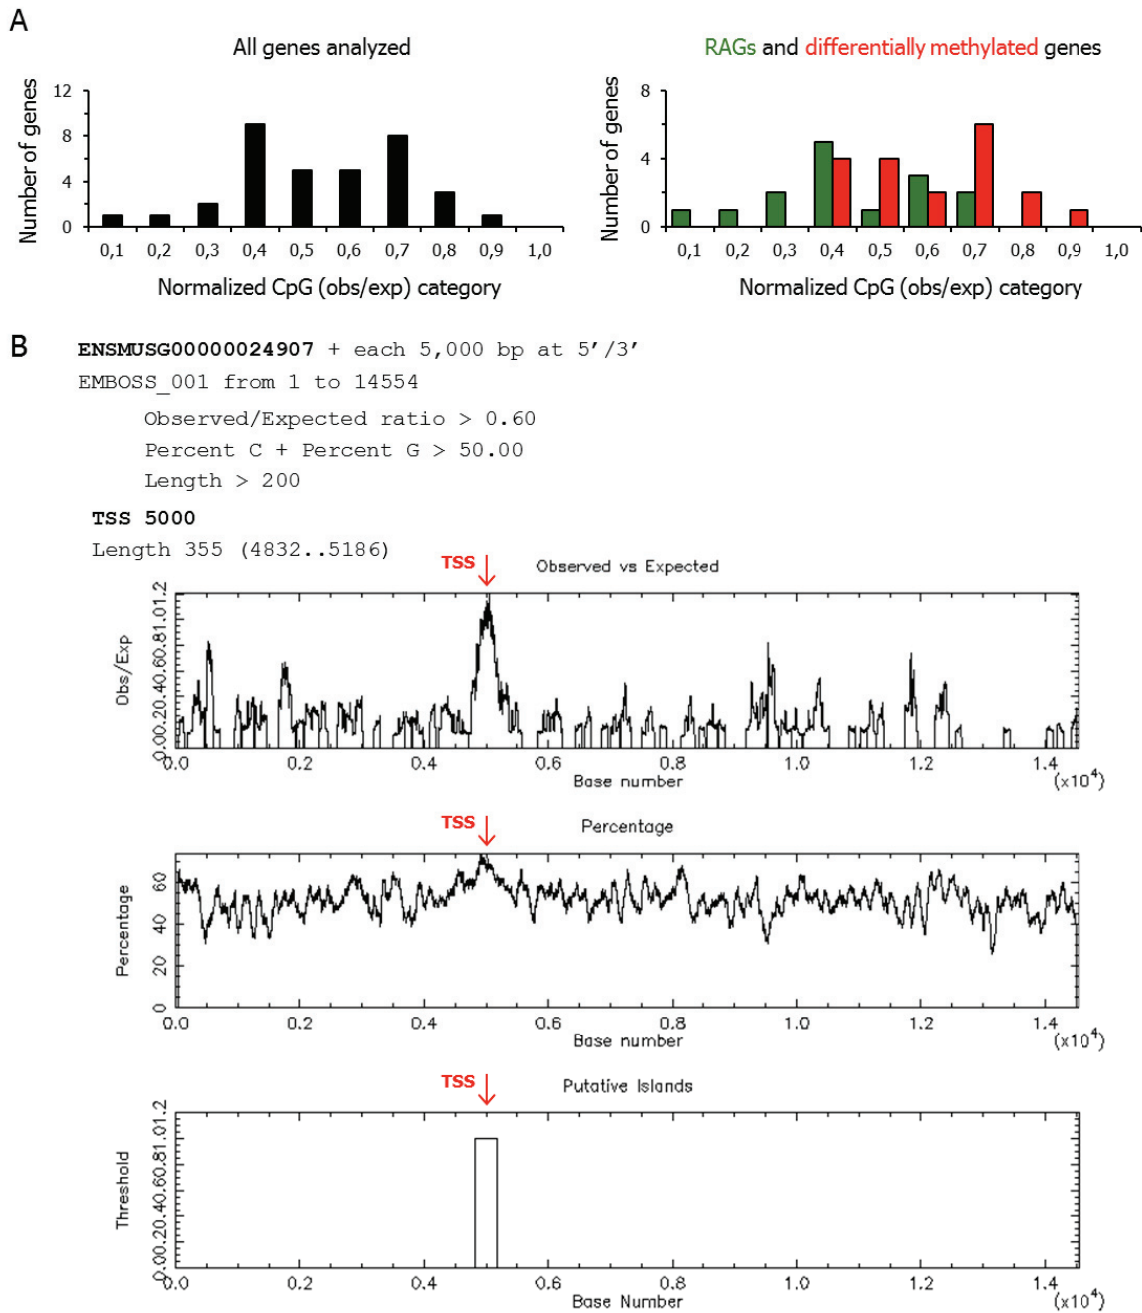 A
All genes analyzed
Number of genes
12
8
4
0
0,1 0,2 0,3 0,4 0,5 0,6 0,7 0,8 0,9 1,0
Normalized CpG (obs/exp) category
RAGs and differentially methylated genes
Number of genes
8
4
0
0,1 0,2 0,3 0,4 0,5 0,6 0,7 0,8 0,9 1,0
Normalized CpG (obs/exp) category
B
ENSMUSG00000024907 + each 5,000 bp at 5’/3’
EMBOSS_001 from 1 to 14554
Observed/Expected ratio > 0.60
Percent C + Percent G > 50.00
Length > 200
TSS 5000
Length 355 (4832..5186)
TSS
Observed vs Expected
Obs/Exp
0.00.20.40.60.81.01.2
0.0 0.2 0.4 0.6 0.8 1.0 1.2 1.4
Base number
(x10⁴)
TSS
Percentage
Percentage
0 20 40 60
0.0 0.2 0.4 0.6 0.8 1.0 1.2 1.4
Base number
(x10⁴)
TSS
Putative Islands
Threshold
0.00.20.40.60.81.01.2
0.0 0.2 0.4 0.6 0.8 1.0 1.2 1.4
Base Number
(x10⁴)